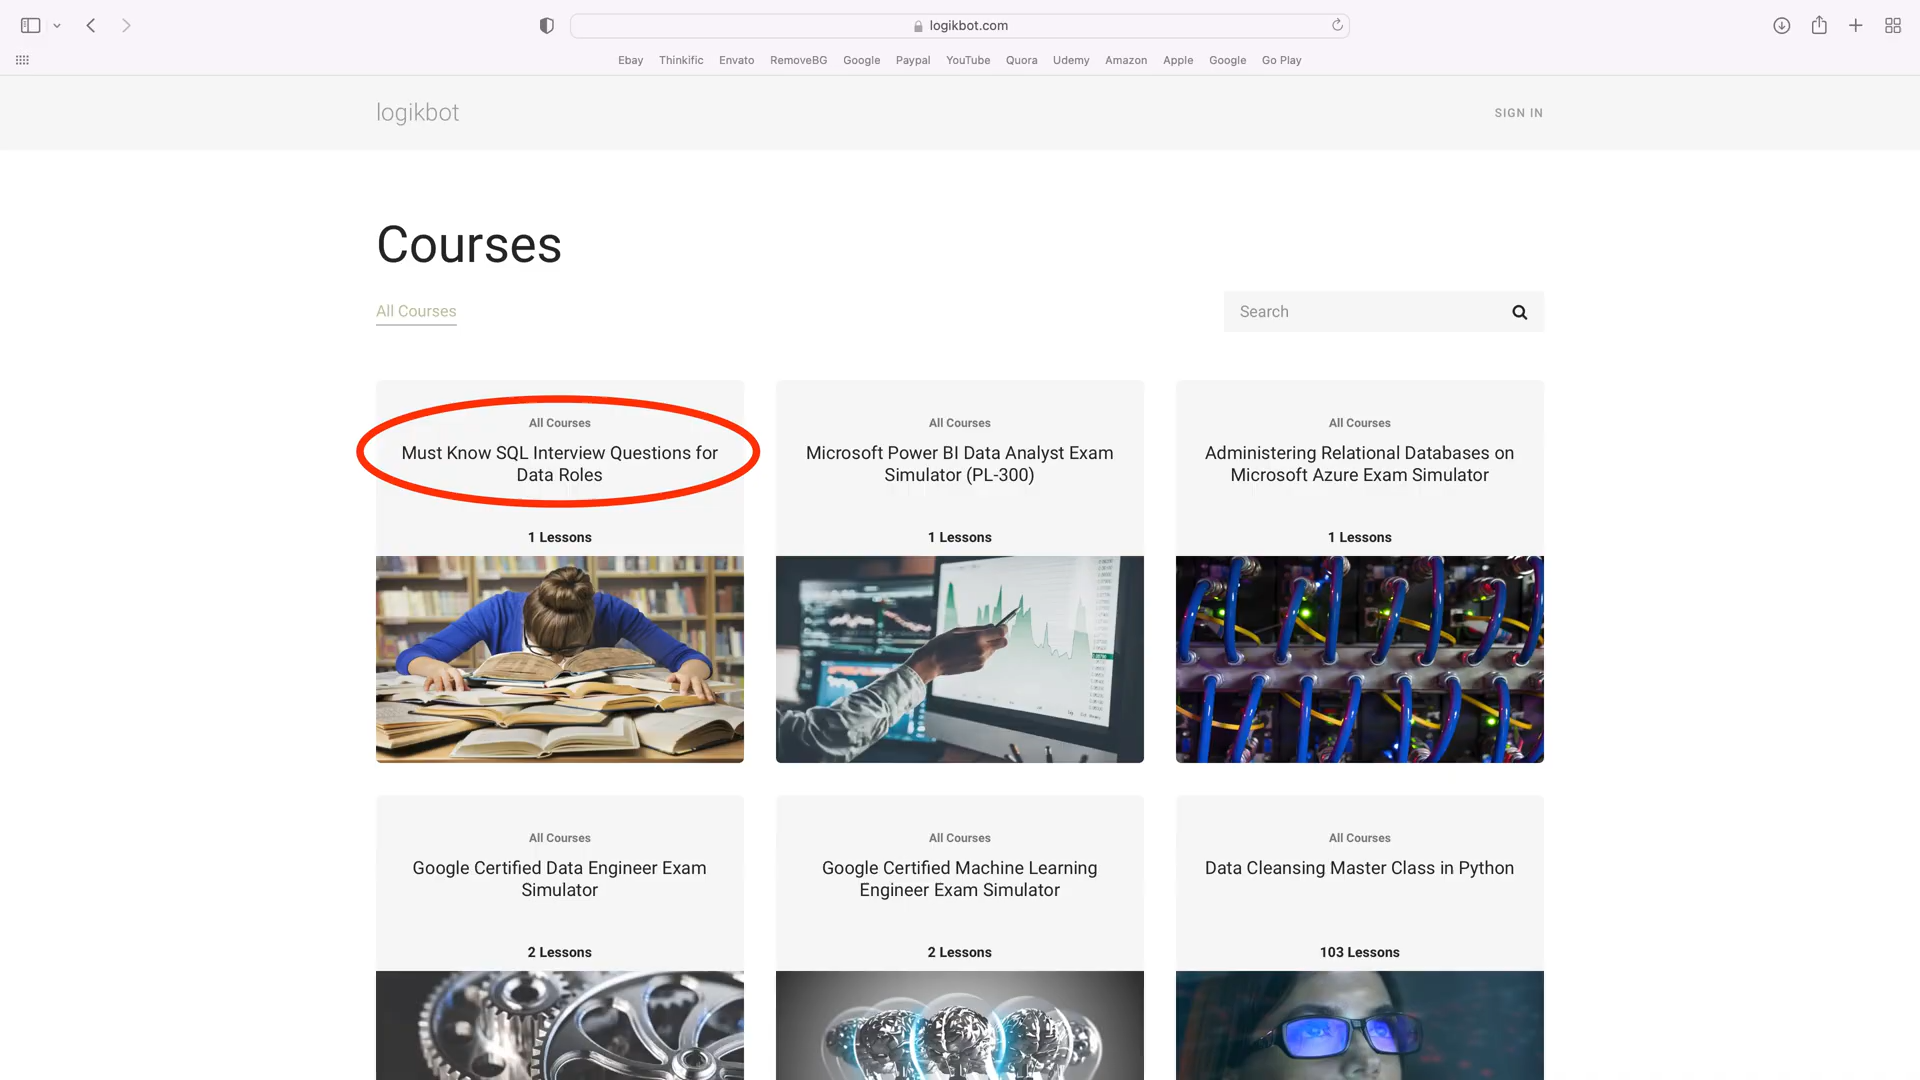 logikbot.com
Ebay Thinkific Envato RemoveBG Google Paypal YouTube Quora Udemy Amazon Apple Google Go Play
logikbot
SIGN IN
Courses
All Courses
Search
All Courses
Must Know SQL Interview Questions for
Data Roles
1 Lessons
All Courses
Microsoft Power BI Data Analyst Exam
Simulator (PL-300)
1 Lessons
All Courses
Administering Relational Databases on
Microsoft Azure Exam Simulator
1 Lessons
All Courses
Google Certified Data Engineer Exam
Simulator
2 Lessons
All Courses
Google Certified Machine Learning
Engineer Exam Simulator
2 Lessons
All Courses
Data Cleansing Master Class in Python
103 Lessons